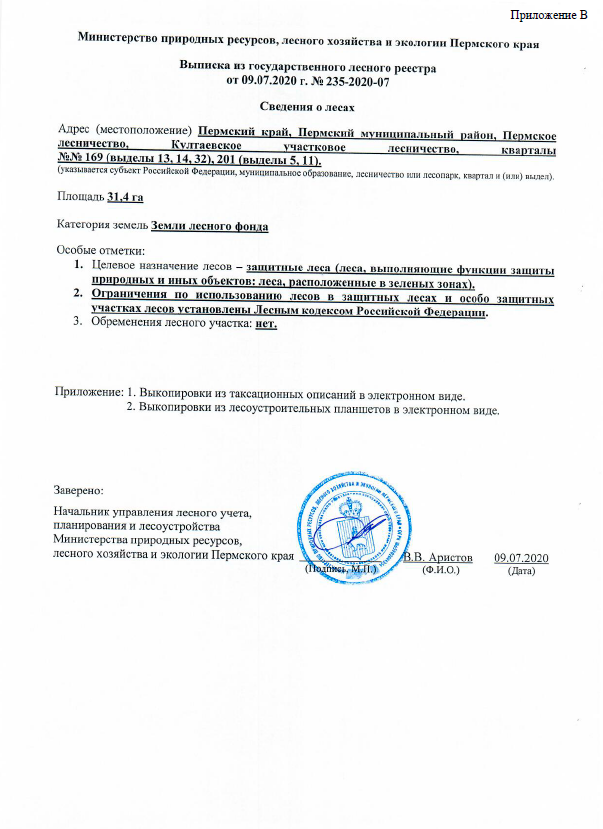 Приложение В
Министерство природных ресурсов, лесного хозяйства и экологии Пермского края
Выписка из государственного лесного реестра
от 09.07.2020 г. № 235-2020-07
Сведения о лесах
Адрес (местоположение) Пермский край, Пермский муниципальный район, Пермское
лесничество, Култаевское участковое лесничество, кварталы
№№ 169 (выделы 13, 14, 32), 201 (выделы 5, 11).
(указывается субъект Российской Федерации, муниципальное образование, лесничество или лесопарк, квартал и (или) выдел).
Площадь 31,4 га
Категория земель Земли лесного фонда
Особые отметки:
1. Целевое назначение лесов – защитные леса (леса, выполняющие функции защиты
природных и иных объектов: леса, расположенные в зеленых зонах).
2. Ограничения по использованию лесов в защитных лесах и особо защитных
участках лесов установлены Лесным кодексом Российской Федерации.
3. Обременения лесного участка: нет.
Приложение: 1. Выкопировки из таксационных описаний в электронном виде.
2. Выкопировки из лесоустроительных планшетов в электронном виде.
Заверено:
Начальник управления лесного учета,
планирования и лесоустройства
Министерства природных ресурсов,
лесного хозяйства и экологии Пермского края
В.В. Аристов 09.07.2020
(Подпись, М.П.) (Ф.И.О.) (Дата)